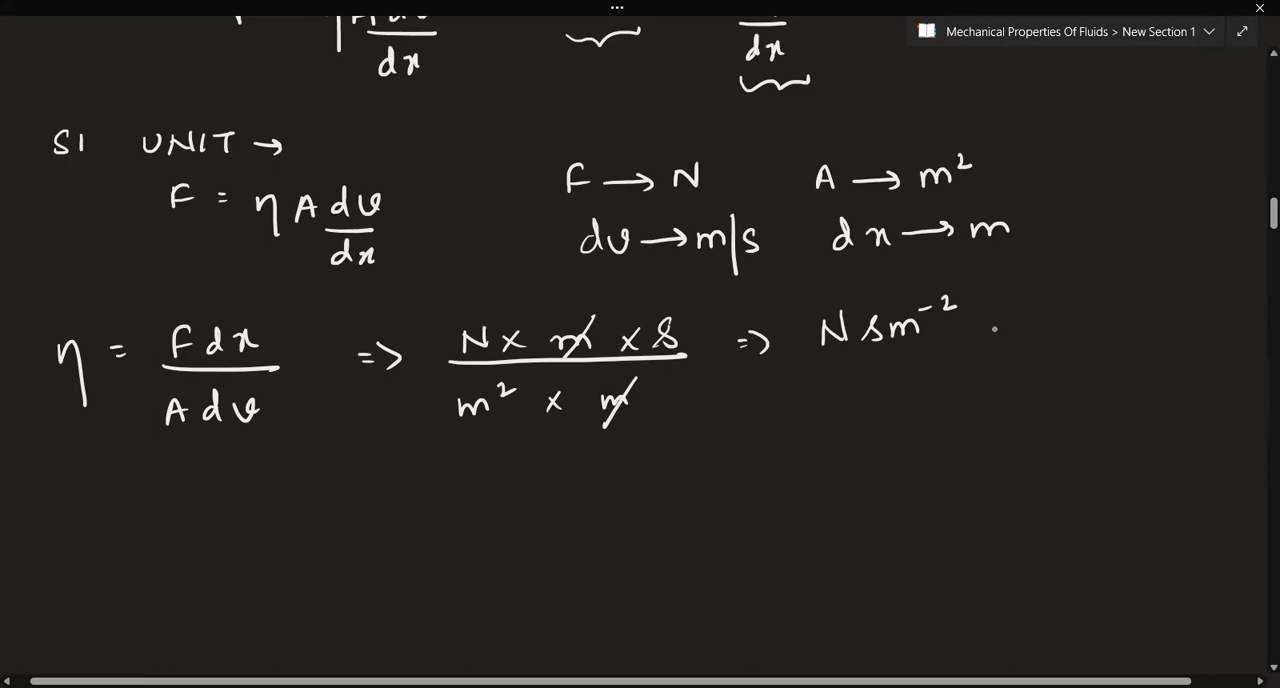 Mechanical Properties Of Fluids > New Section 1
dx
dx
SI UNIT →
F = η A dv/dx
F → N A → m²
dv → m/s dx → m
η = F dx / A dv => N x m x s / m² x m => N s m⁻²